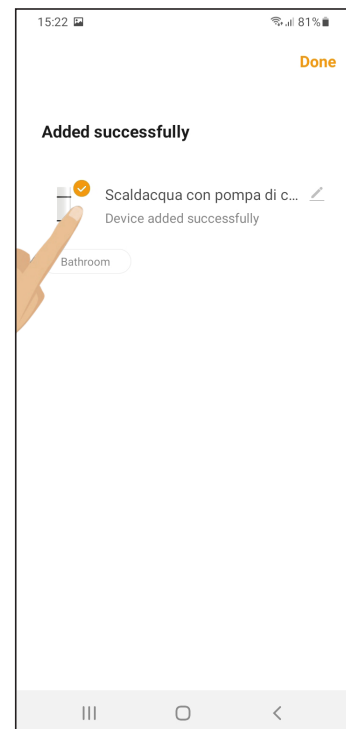 15:22 81%
Done
Added successfully
Scaldacqua con pompa di c...
Device added successfully
Bathroom